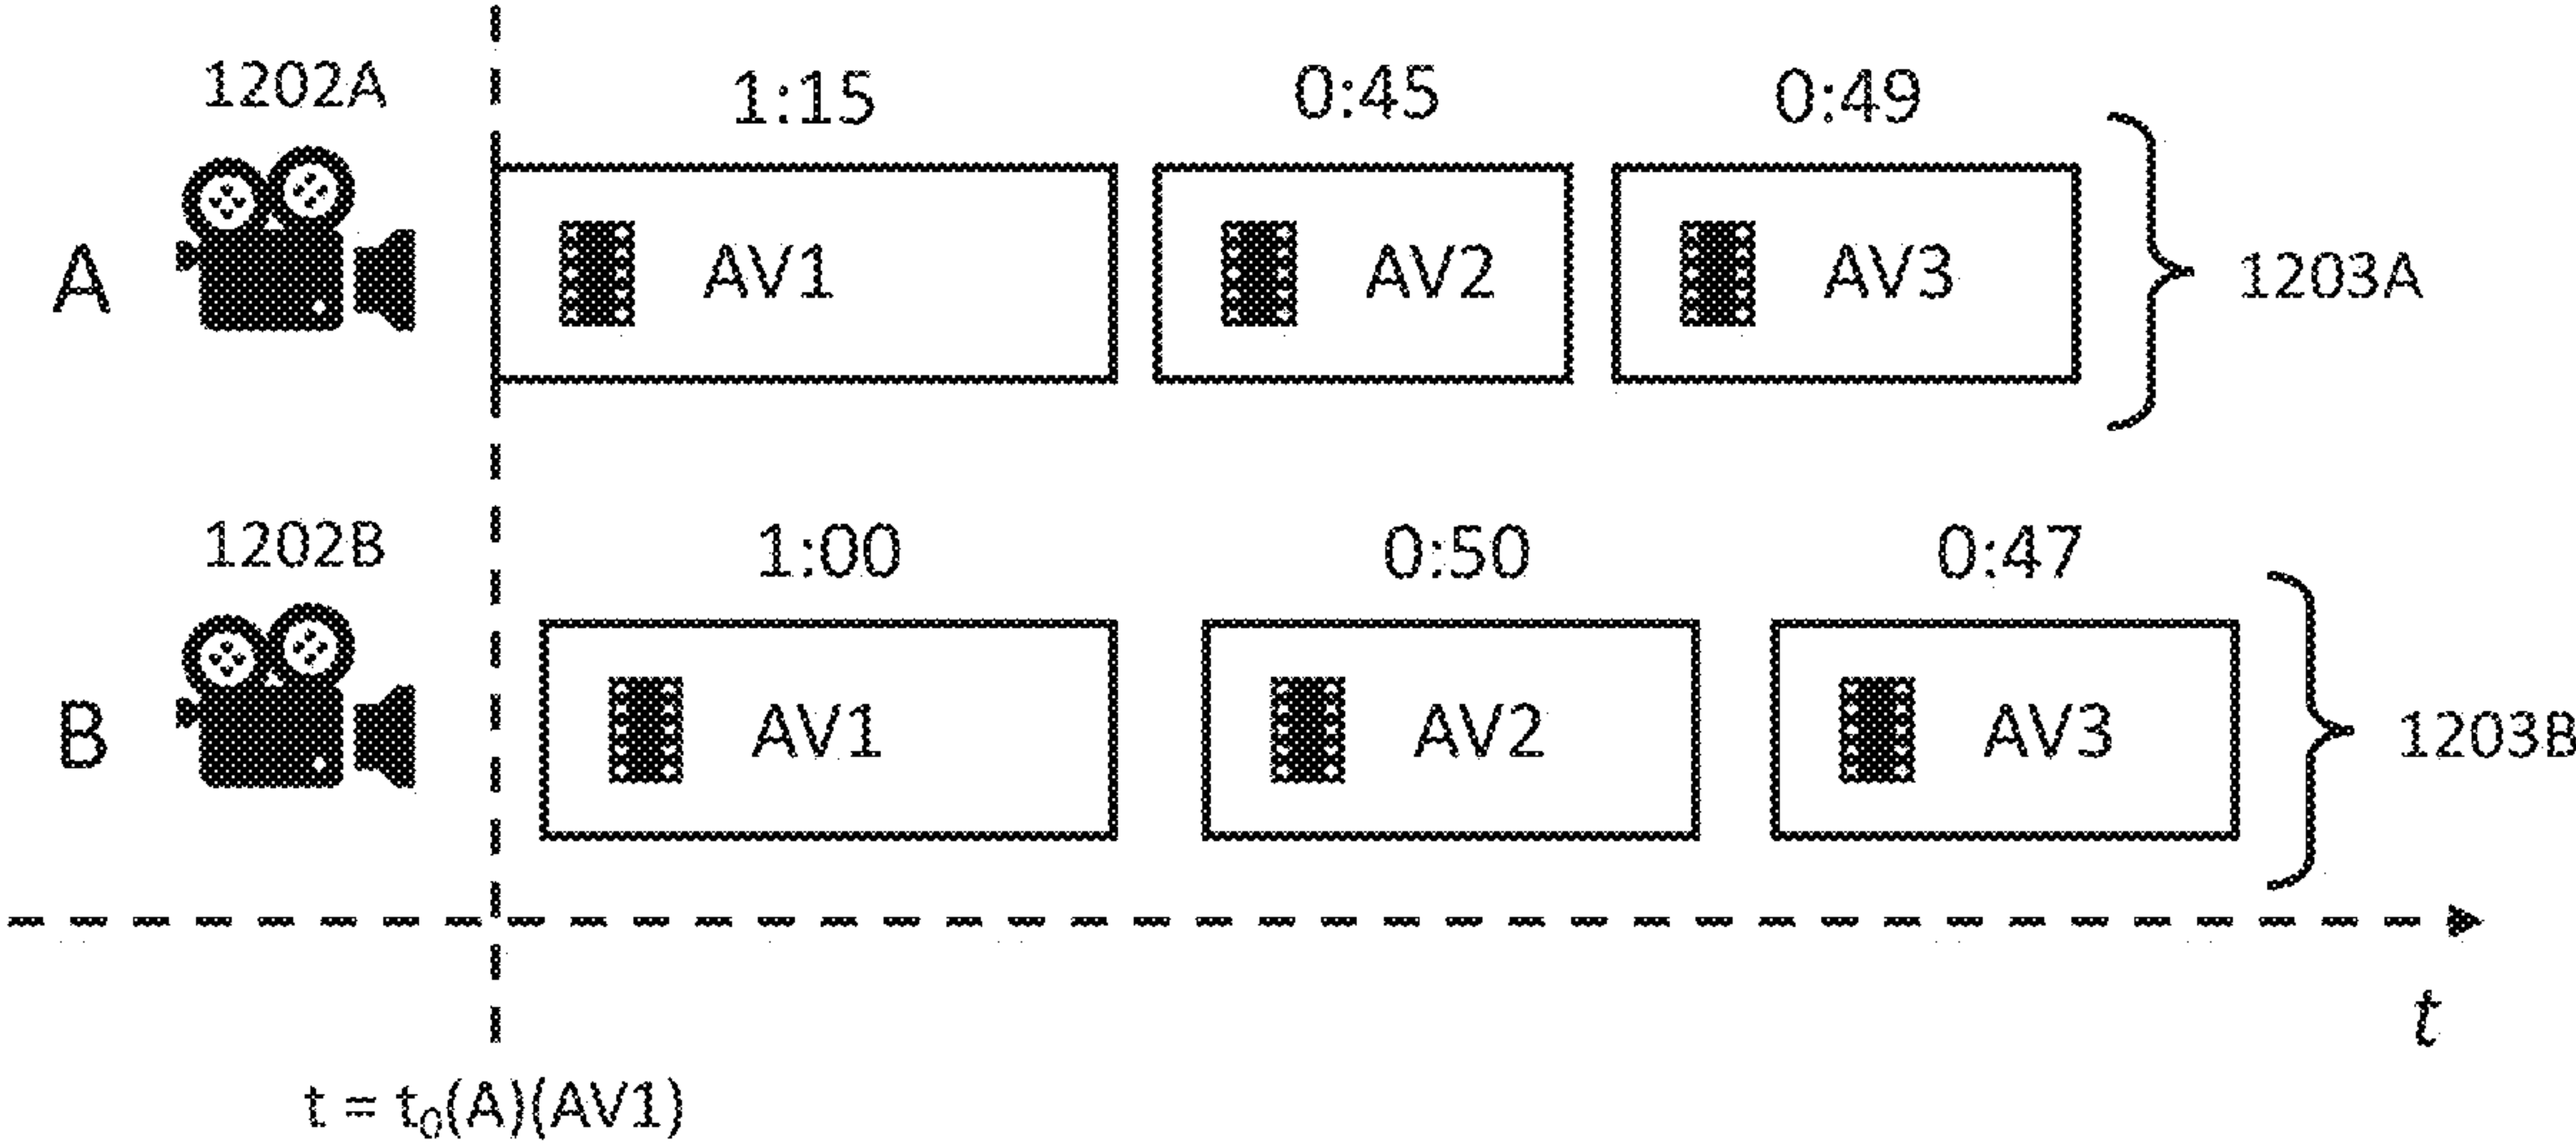 1202A
1:15
0:45
0:49
A
AV1
AV2
AV3
1203A
1202B
1:00
0:50
0:47
B
AV1
AV2
AV3
1203B
t
t = t₀(A)(AV1)